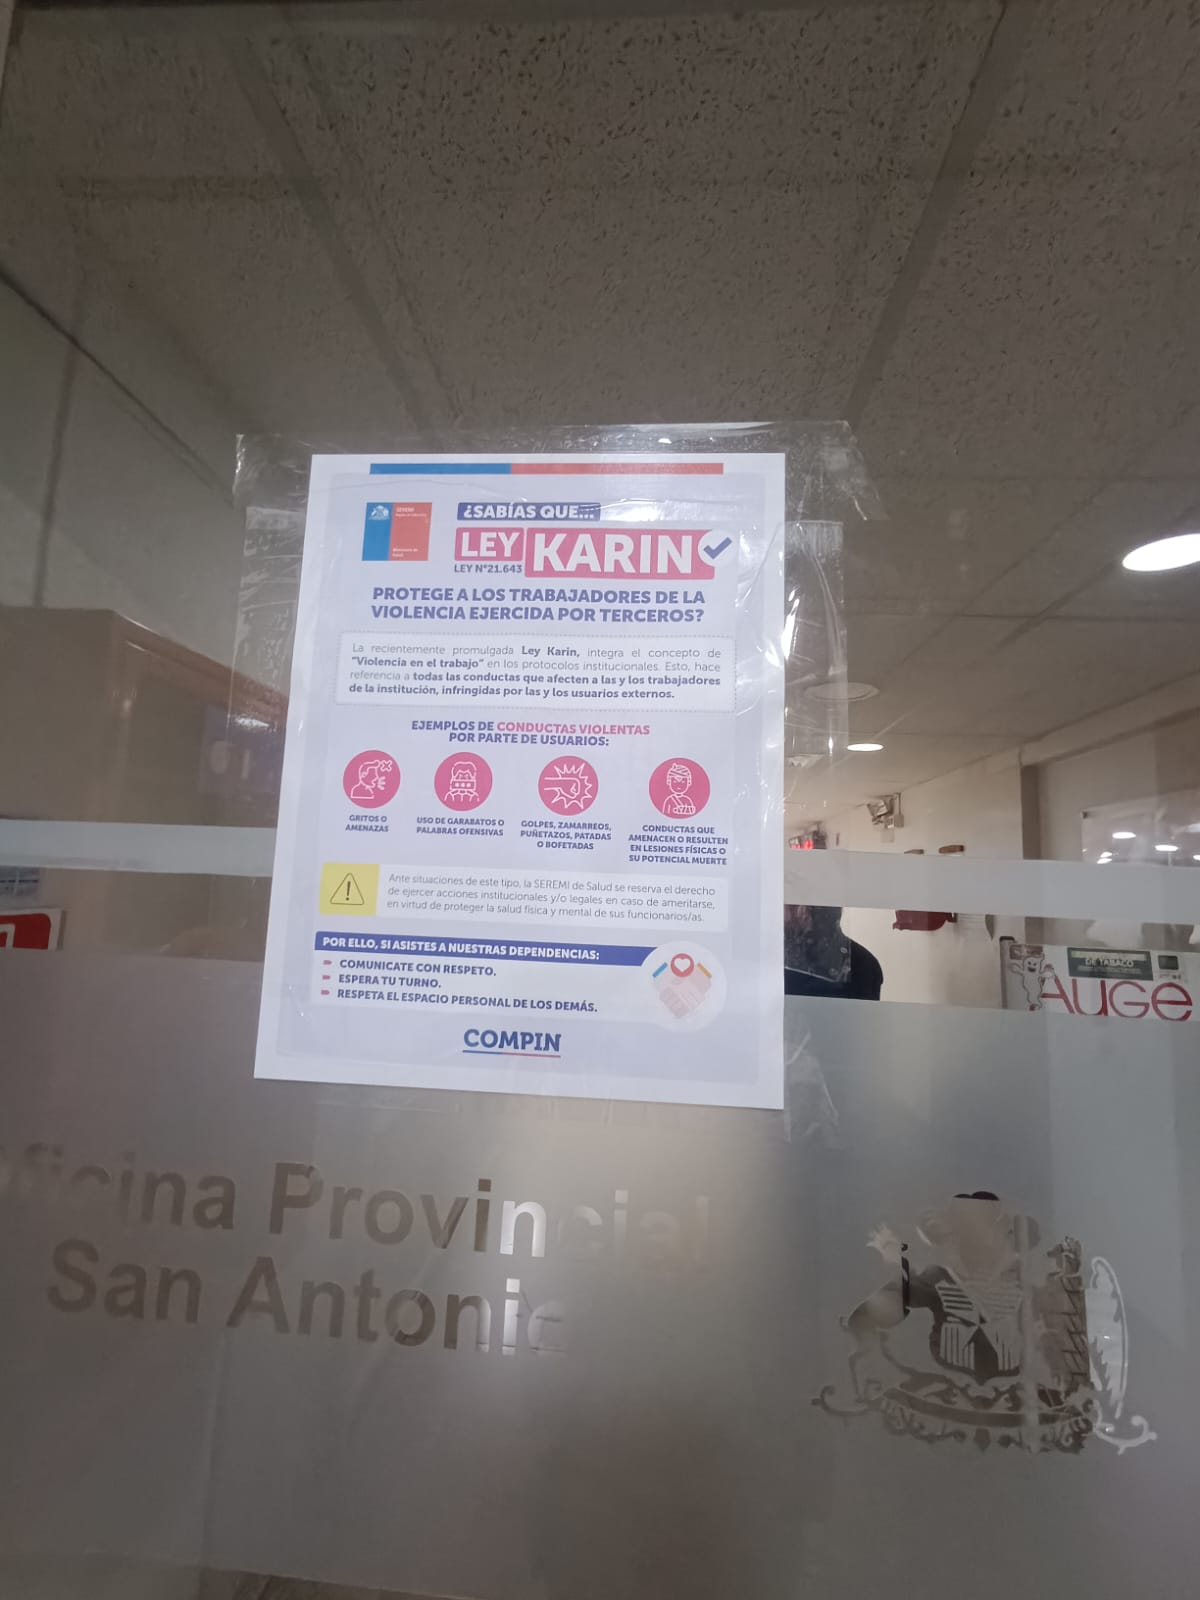 ¿SABÍAS QUE...
LEY KARIN
LEY N°21.643
PROTEGE A LOS TRABAJADORES DE LA
VIOLENCIA EJERCIDA POR TERCEROS?
La recientemente promulgada Ley Karin, integra el concepto de
"Violencia en el trabajo" en los protocolos institucionales. Esto, hace
referencia a todas las conductas que afecten a las y los trabajadores
de la institución, infringidas por las y los usuarios externos.
EJEMPLOS DE CONDUCTAS VIOLENTAS
POR PARTE DE USUARIOS:
GRITOS O
AMENAZAS
USO DE GARABATOS O
PALABRAS OFENSIVAS
GOLPES, ZAMARREOS,
PUÑETAZOS, PATADAS
O BOFETADAS
CONDUCTAS QUE
AMENACEN O RESULTEN
EN LESIONES FÍSICAS O
SU POTENCIAL MUERTE
Ante situaciones de este tipo, la SEREMI de Salud se reserva el derecho
de ejercer acciones institucionales y/o legales en caso de ameritarse,
en virtud de proteger la salud física y mental de sus funcionarios/as.
POR ELLO, SI ASISTES A NUESTRAS DEPENDENCIAS:
COMUNICATE CON RESPETO.
ESPERA TU TURNO.
RESPETA EL ESPACIO PERSONAL DE LOS DEMÁS.
COMPIN
DE TABACO
AUGE
Oficina Provincial
San Antonio